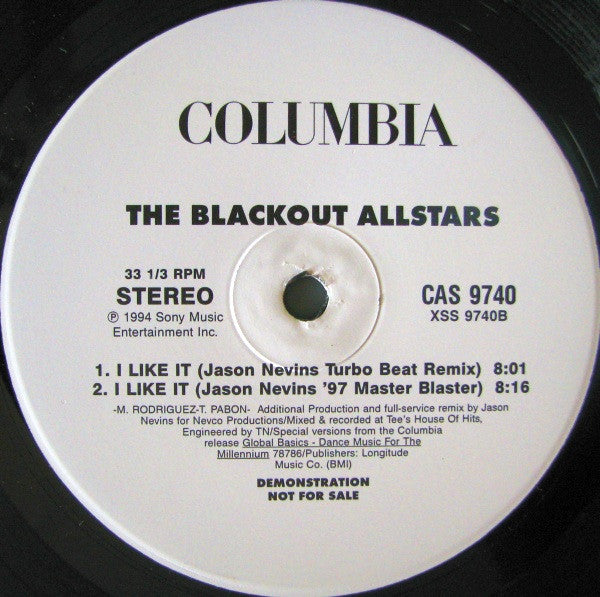 COLUMBIA
THE BLACKOUT ALLSTARS
33 1/3 RPM
STEREO
℗ 1994 Sony Music
Entertainment Inc.
CAS 9740
XSS 9740B
1. I LIKE IT (Jason Nevins Turbo Beat Remix) 8:01
2. I LIKE IT (Jason Nevins '97 Master Blaster) 8:16
-M. RODRIGUEZ-T. PABON- Additional Production and full-service remix by Jason
Nevins for Nevco Productions/Mixed & recorded at Tee's House Of Hits,
Engineered by TN/Special versions from the Columbia
release Global Basics - Dance Music For The
Millennium 78786/Publishers: Longitude
Music Co. (BMI)
DEMONSTRATION
NOT FOR SALE